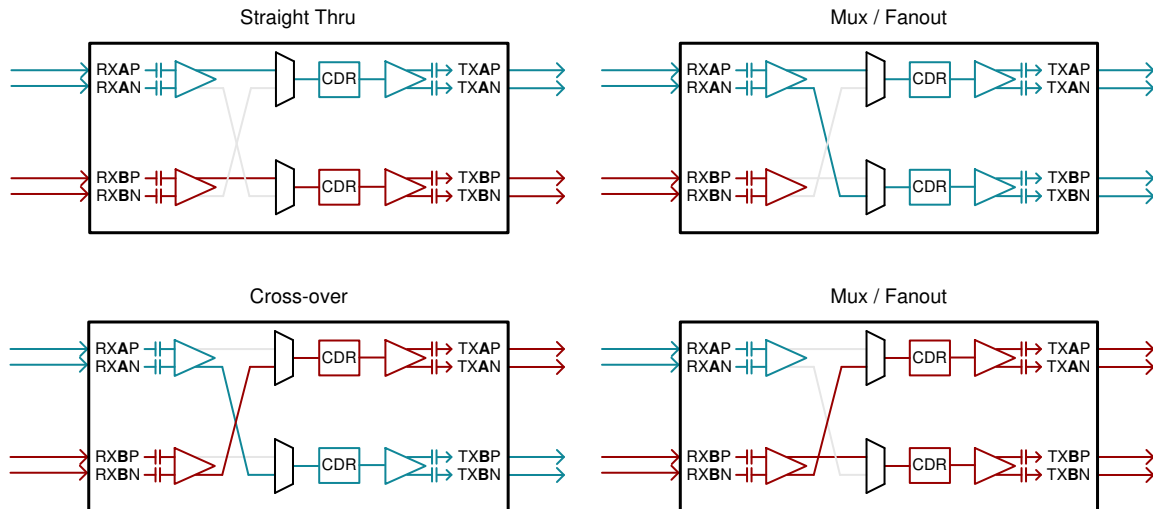 Straight Thru
RXAP
RXAN
CDR
TXAP
TXAN
RXBP
RXBN
CDR
TXBP
TXBN
Mux / Fanout
RXAP
RXAN
CDR
TXAP
TXAN
RXBP
RXBN
CDR
TXBP
TXBN
Cross-over
RXAP
RXAN
CDR
TXAP
TXAN
RXBP
RXBN
CDR
TXBP
TXBN
Mux / Fanout
RXAP
RXAN
CDR
TXAP
TXAN
RXBP
RXBN
CDR
TXBP
TXBN